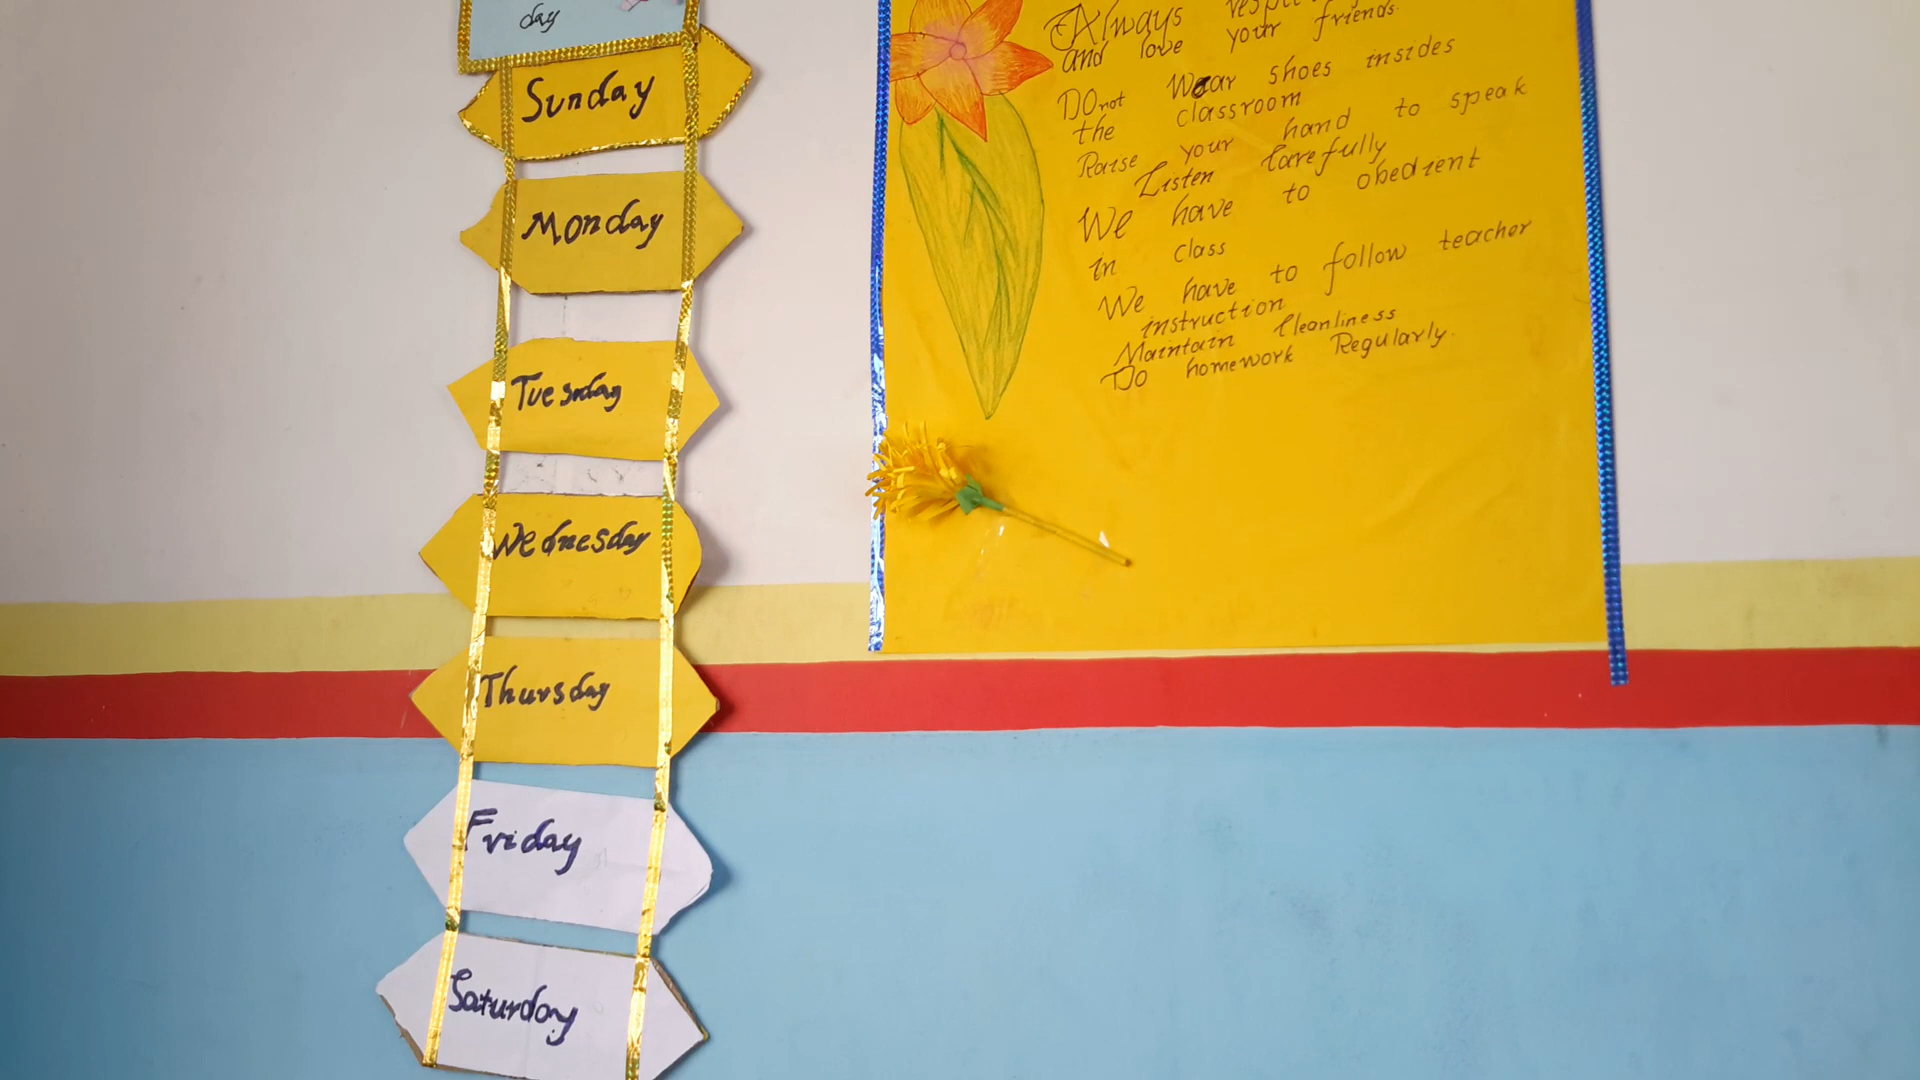 day
Sunday
Monday
Tuesday
Wednesday
Thursday
Friday
Saturday
Always
and love your friends.
DO not Wear shoes insides
the classroom
Raise your hand to speak
Listen Carefully
We have to obedient
in class
We have to follow teacher
instruction
Maintain Cleanliness
Do homework Regularly.